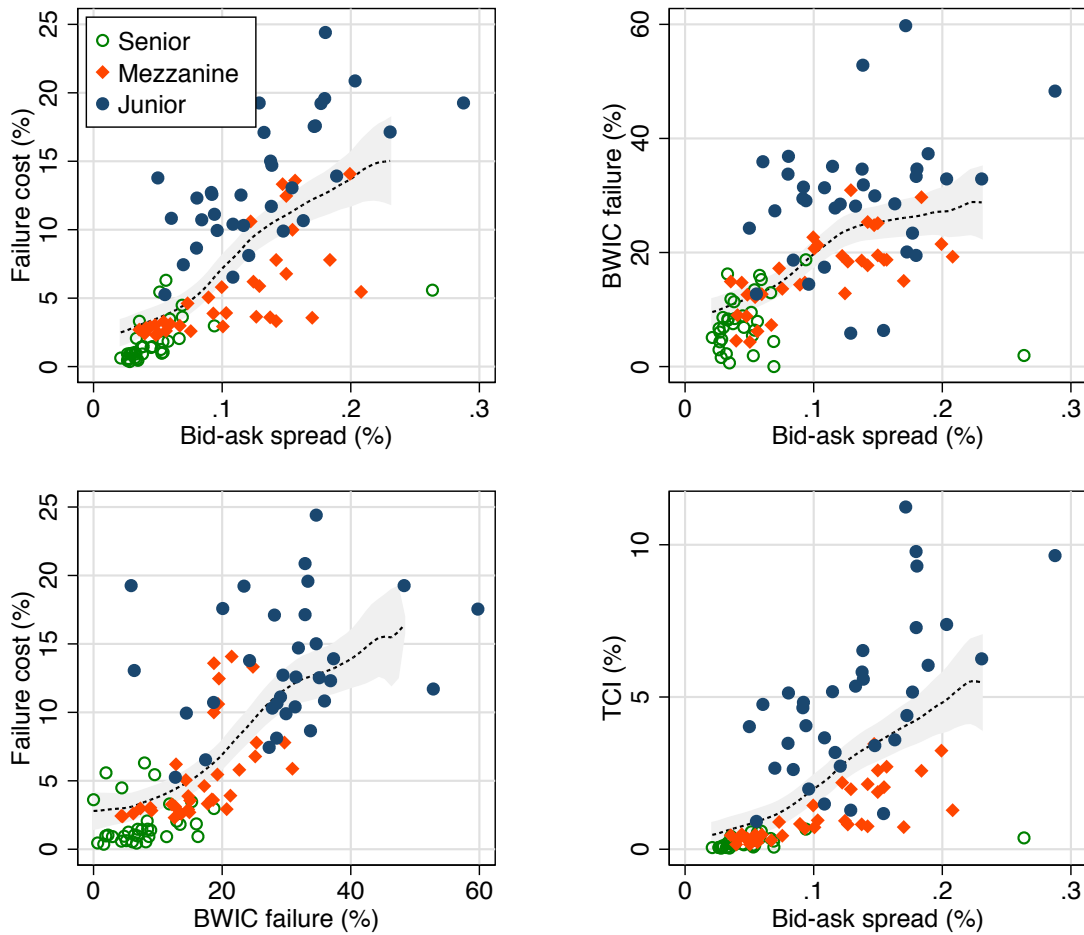 Senior
Mezzanine
Junior
Failure cost (%)
25
20
15
10
5
0
0 .1 .2 .3
Bid-ask spread (%)
BWIC failure (%)
60
40
20
0
0 .1 .2 .3
Bid-ask spread (%)
Failure cost (%)
25
20
15
10
5
0
0 20 40 60
BWIC failure (%)
TCI (%)
10
5
0
0 .1 .2 .3
Bid-ask spread (%)